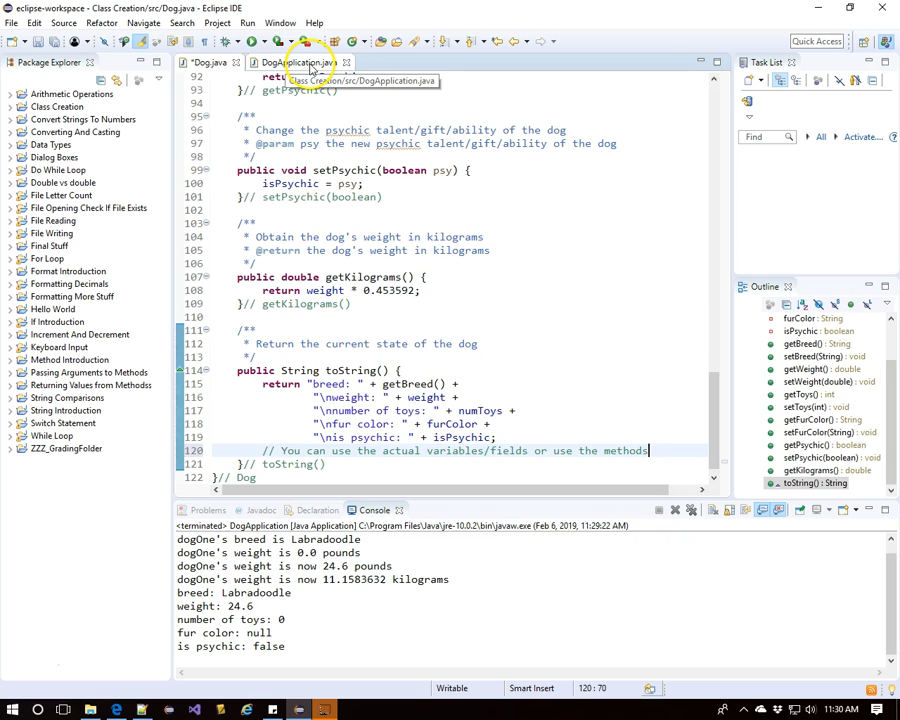 eclipse-workspace - Class Creation/src/Dog.java - Eclipse IDE
File Edit Source Refactor Navigate Search Project Run Window Help
Quick Access
Package Explorer
*Dog.java
DogApplication.java
Task List
Class Creation/src/DogApplication.java
Arithmetic Operations
Class Creation
Convert Strings To Numbers
Converting And Casting
Data Types
Dialog Boxes
Do While Loop
Double vs double
File Letter Count
File Opening Check If File Exists
File Reading
File Writing
Final Stuff
For Loop
Format Introduction
Formatting Decimals
Formatting More Stuff
Hello World
If Introduction
Increment And Decrement
Keyboard Input
Method Introduction
Passing Arguments to Methods
Returning Values from Methods
String Comparisons
String Introduction
Switch Statement
While Loop
ZZZ_GradingFolder
92
93 }// getPsychic()
94
95 /**
96 * Change the psychic talent/gift/ability of the dog
97 * @param psy the new psychic talent/gift/ability of the dog
98 */
99 public void setPsychic(boolean psy) {
100 isPsychic = psy;
101 }// setPsychic(boolean)
102
103 /**
104 * Obtain the dog's weight in kilograms
105 * @return the dog's weight in kilograms
106 */
107 public double getKilograms() {
108 return weight * 0.453592;
109 }// getKilograms()
110
111 /**
112 * Return the current state of the dog
113 */
114 public String toString() {
115 return "breed: " + getBreed() +
116 "\nweight: " + weight +
117 "\nnumber of toys: " + numToys +
118 "\nfur color: " + furColor +
119 "\nis psychic: " + isPsychic;
120 // You can use the actual variables/fields or use the methods
121 }// toString()
122 }// Dog
Find All Activate...
Outline
furColor : String
isPsychic : boolean
getBreed() : String
setBreed(String) : void
getWeight() : double
setWeight(double) : void
getToys() : int
setToys(int) : void
getFurColor() : String
setFurColor(String) : void
getPsychic() : boolean
setPsychic(boolean) : void
getKilograms() : double
toString() : String
Problems Javadoc Declaration Console
<terminated> DogApplication [Java Application] C:\Program Files\Java\jre-10.0.2\bin\javaw.exe (Feb 6, 2019, 11:29:22 AM)
dogOne's breed is Labradoodle
dogOne's weight is 0.0 pounds
dogOne's weight is now 24.6 pounds
dogOne's weight is now 11.1583632 kilograms
breed: Labradoodle
weight: 24.6
number of toys: 0
fur color: null
is psychic: false
Writable
Smart Insert
120 : 70
11:30 AM